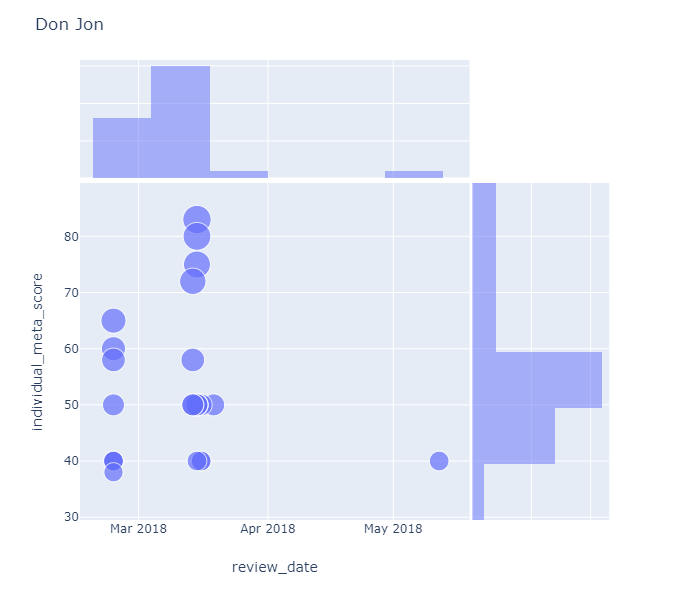 Don Jon
80
70
60
50
40
30
individual_meta_score
Mar 2018
Apr 2018
May 2018
review_date